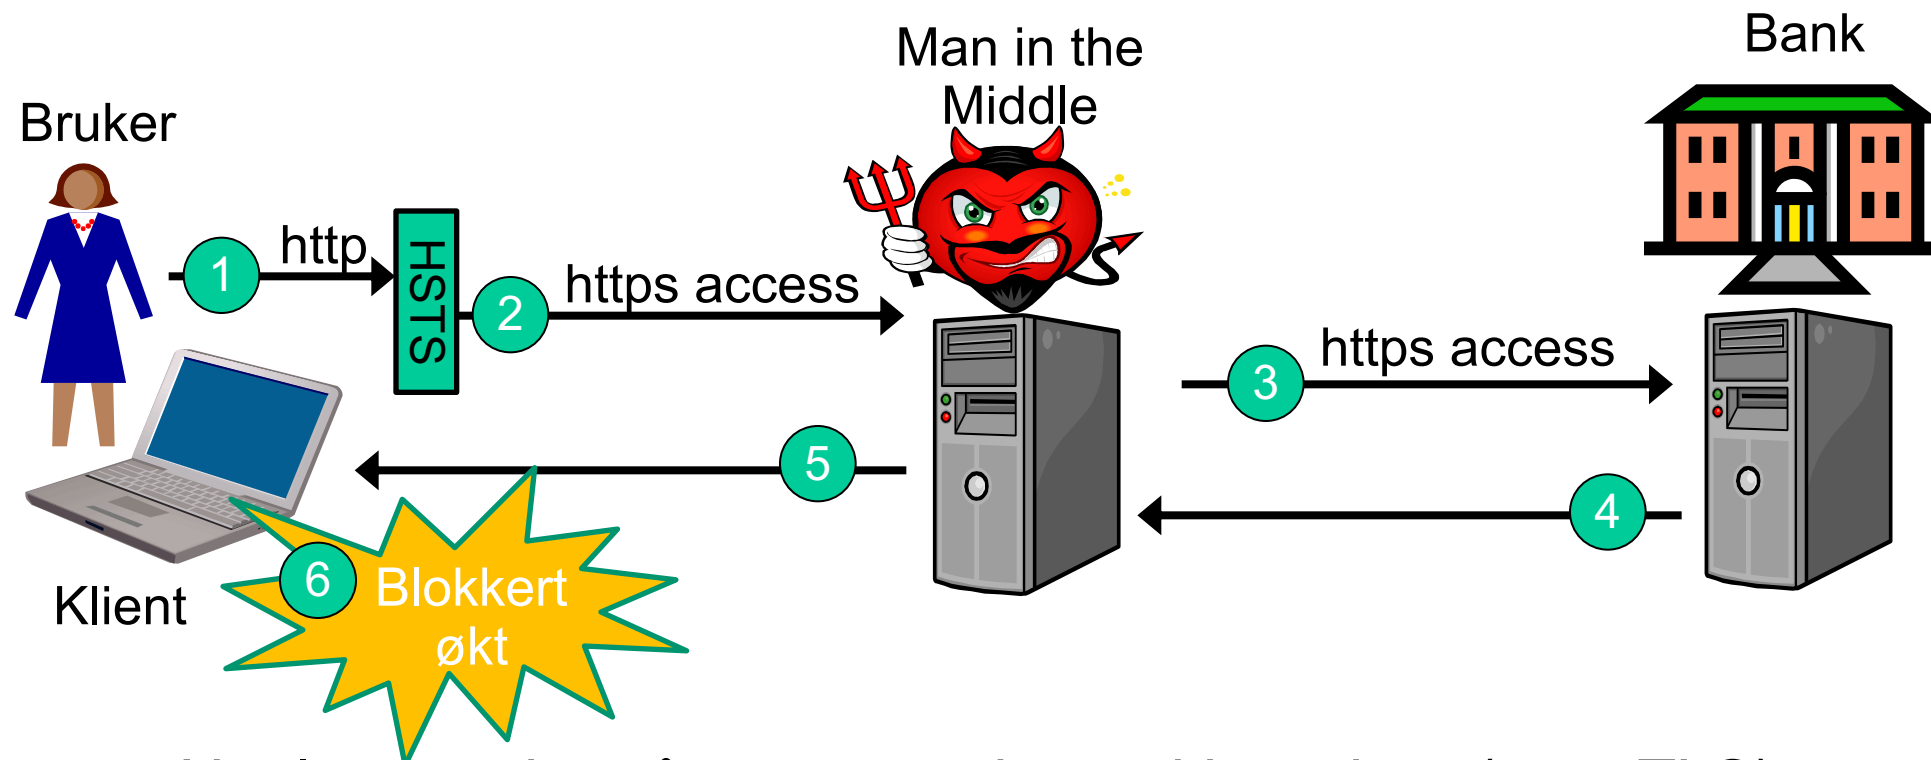 Man in the
Middle
Bank
Bruker
1
http
HSTS
2
https access
3
https access
5
4
6
Blokkert
økt
Klient